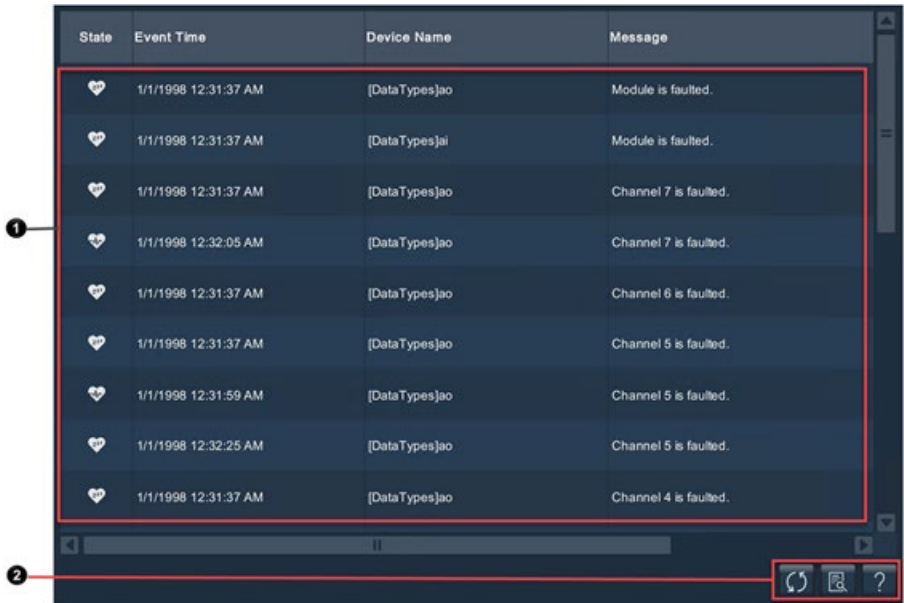 State Event Time Device Name Message
1/1/1998 12:31:37 AM [DataTypes]ao Module is faulted.
1/1/1998 12:31:37 AM [DataTypes]ai Module is faulted.
1/1/1998 12:31:37 AM [DataTypes]ao Channel 7 is faulted.
1
1/1/1998 12:32:05 AM [DataTypes]ao Channel 7 is faulted.
1/1/1998 12:31:37 AM [DataTypes]ao Channel 6 is faulted.
1/1/1998 12:31:37 AM [DataTypes]ao Channel 5 is faulted.
1/1/1998 12:31:59 AM [DataTypes]ao Channel 5 is faulted.
1/1/1998 12:32:25 AM [DataTypes]ao Channel 5 is faulted.
1/1/1998 12:31:37 AM [DataTypes]ao Channel 4 is faulted.
2
?